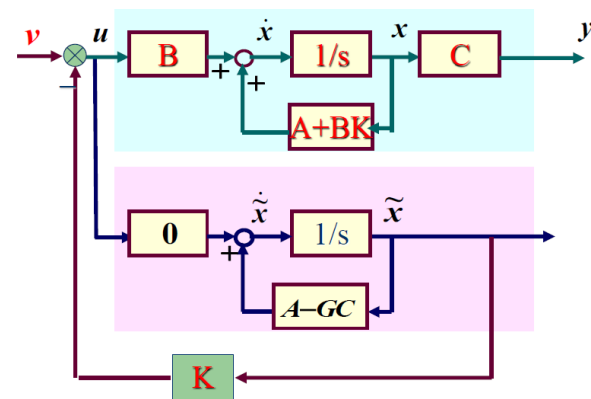 v u B ẋ 1/s x C y
− + +
A+BK
0 x̃̇ 1/s x̃
+
A−GC
K